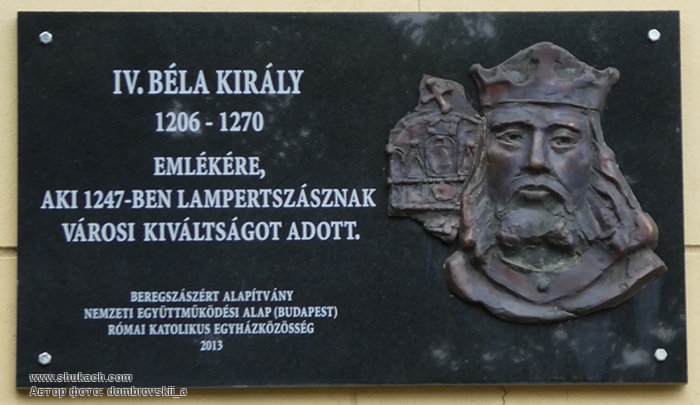 IV. BÉLA KIRÁLY
1206 - 1270
EMLÉKÉRE,
AKI 1247-BEN LAMPERTSZÁSZNAK
VÁROSI KIVÁLTSÁGOT ADOTT.
BEREGSZÁSZÉRT ALAPÍTVÁNY
NEMZETI EGYÜTTMŰKÖDÉSI ALAP (BUDAPEST)
RÓMAI KATOLIKUS EGYHÁZKÖZÖSSÉG
2013
www.shukach.com
Автор фото: dombrovskii_a